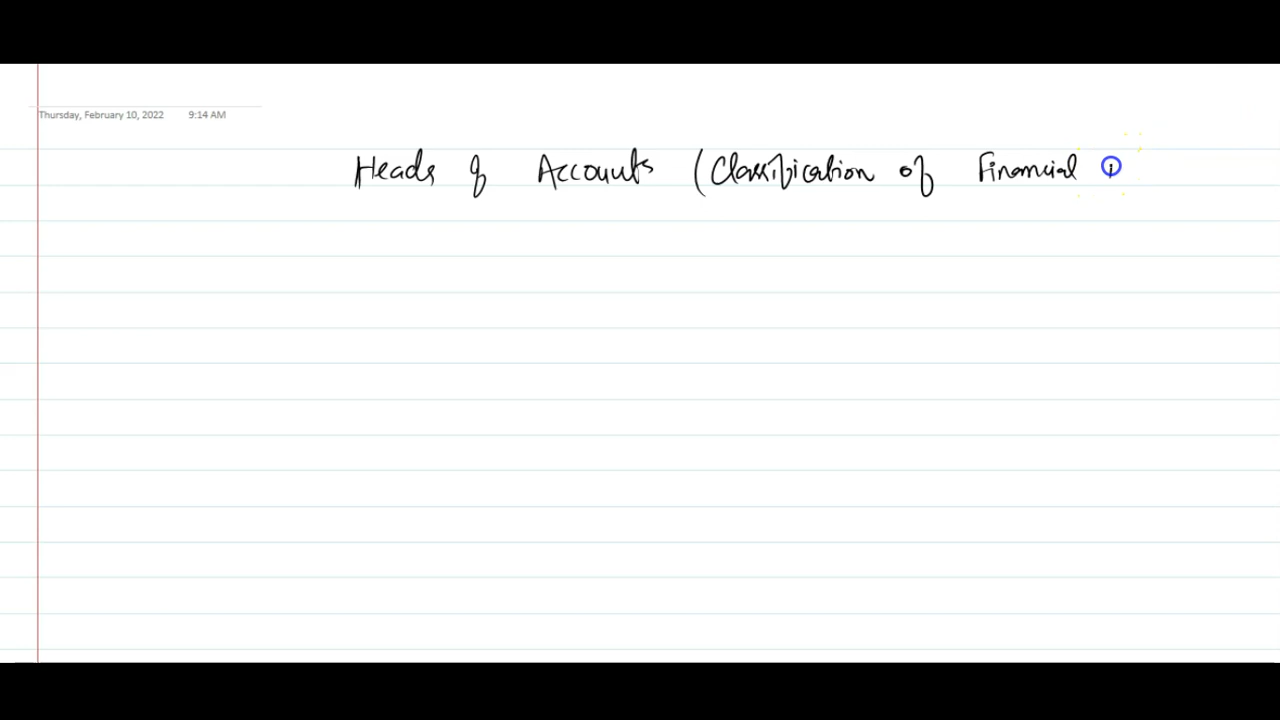 Thursday, February 10, 2022 9:14 AM
Heads of Accounts (Classification of Financial i